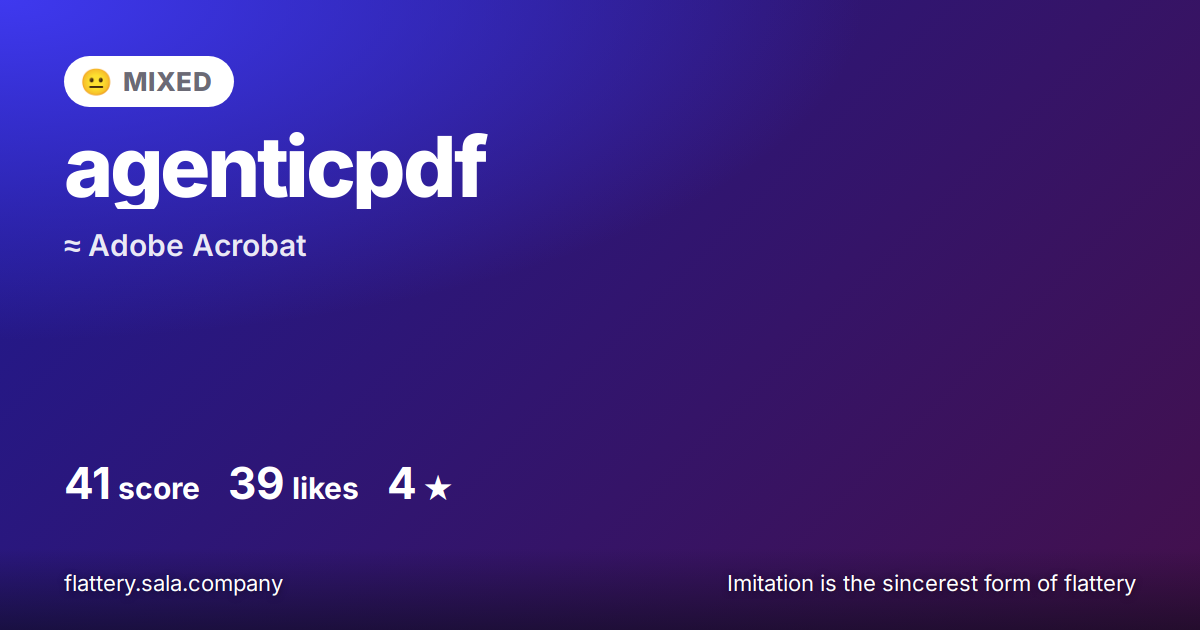 😐 MIXED
agenticpdf
≈ Adobe Acrobat
41 score 39 likes 4 ★
flattery.sala.company
Imitation is the sincerest form of flattery